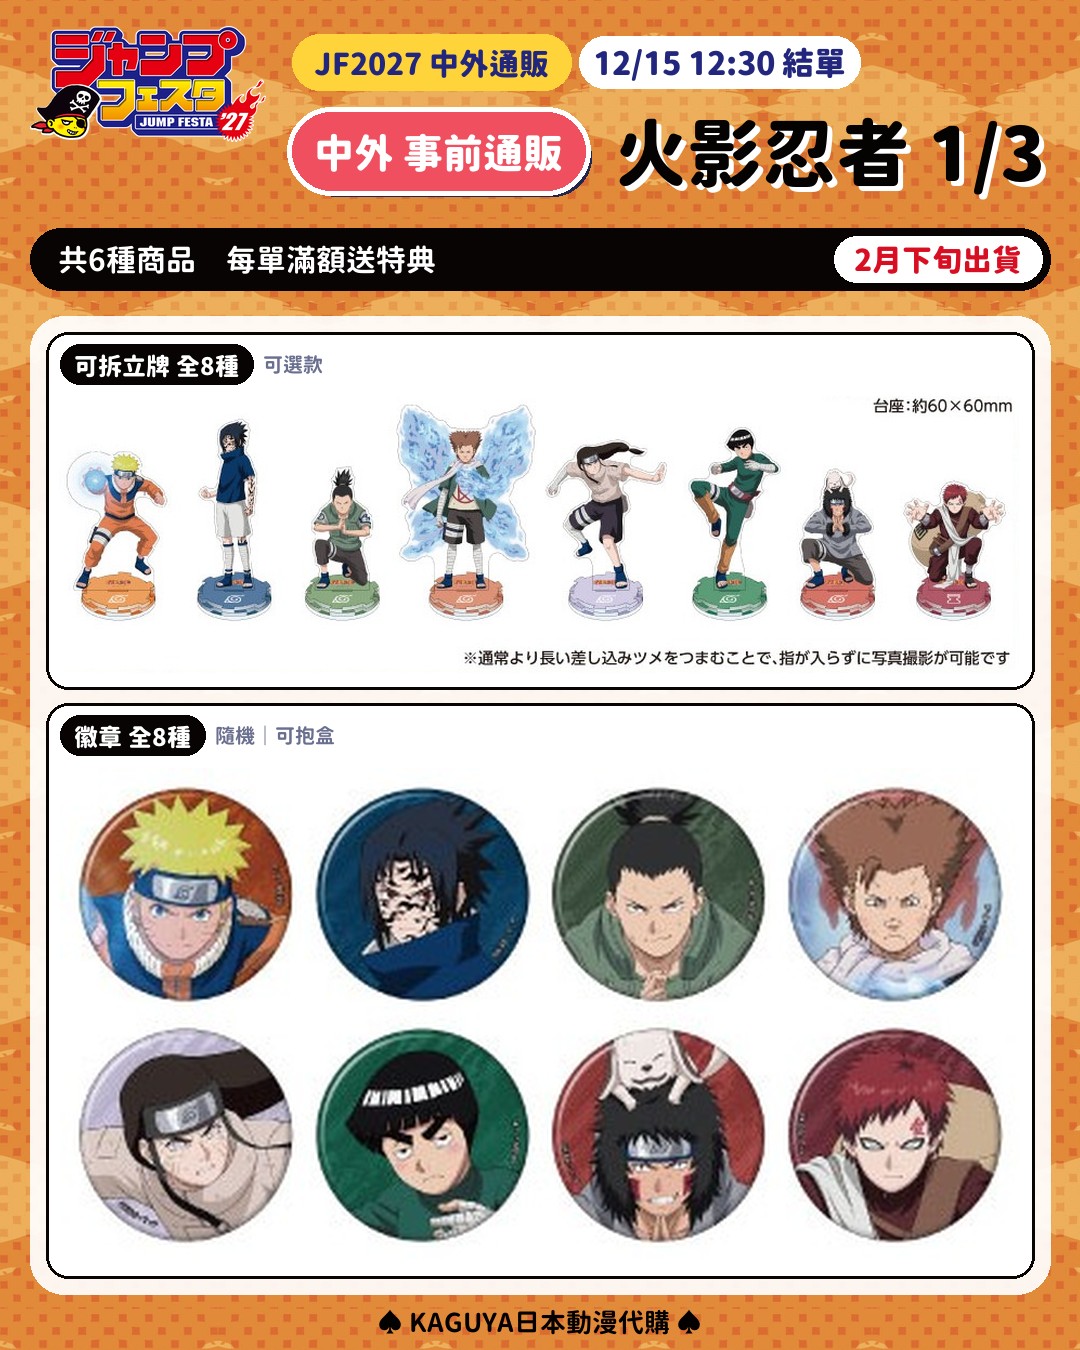 ジャンプ
フェスタ
JUMP FESTA '27
JF2027 中外通販
12/15 12:30 結單
中外 事前通販
火影忍者 1/3
共6種商品 每單滿額送特典
2月下旬出貨
可拆立牌 全8種 可選款
台座:約60×60mm
※通常より長い差し込みツメをつまむことで、指が入らずに写真撮影が可能です
徽章 全8種 隨機｜可抱盒
♠ KAGUYA日本動漫代購 ♠